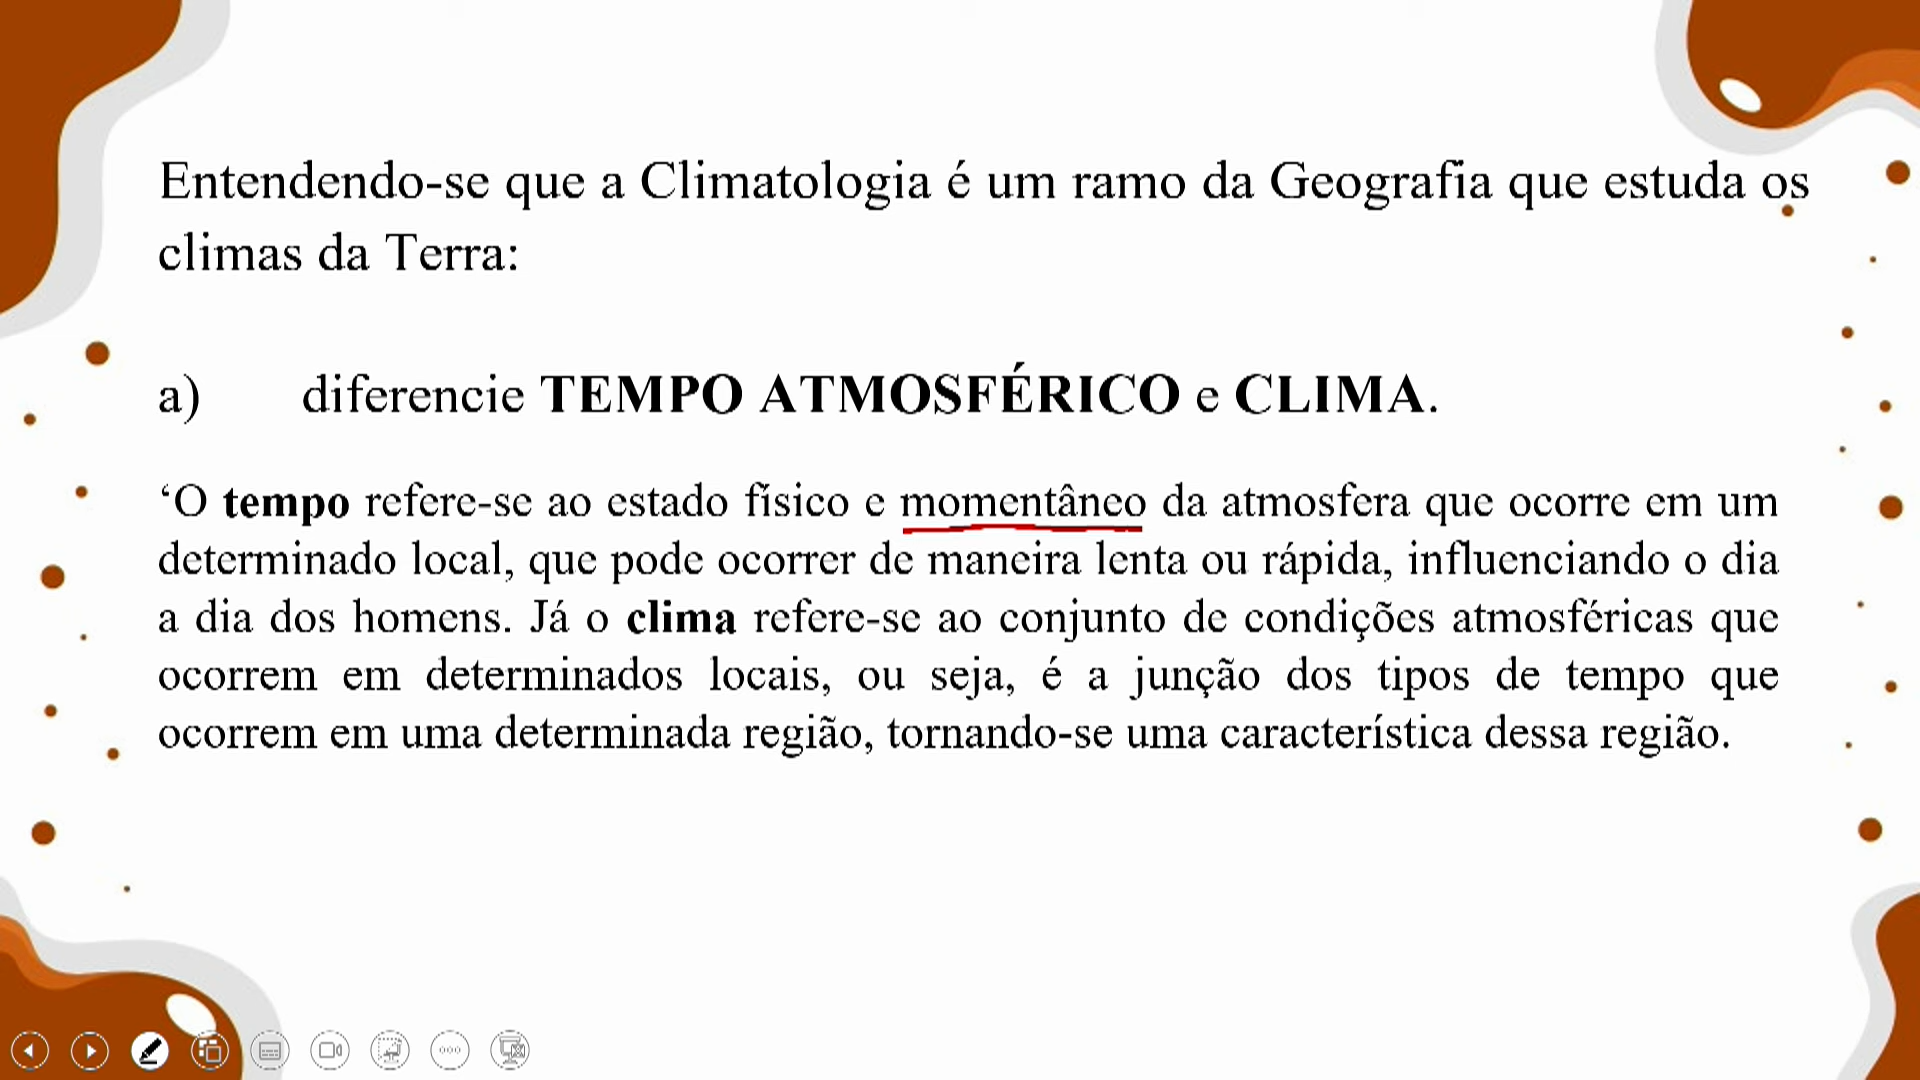 Entendendo-se que a Climatologia é um ramo da Geografia que estuda os
climas da Terra:
a) diferencie TEMPO ATMOSFÉRICO e CLIMA.
‘O tempo refere-se ao estado físico e momentâneo da atmosfera que ocorre em um
determinado local, que pode ocorrer de maneira lenta ou rápida, influenciando o dia
a dia dos homens. Já o clima refere-se ao conjunto de condições atmosféricas que
ocorrem em determinados locais, ou seja, é a junção dos tipos de tempo que
ocorrem em uma determinada região, tornando-se uma característica dessa região.